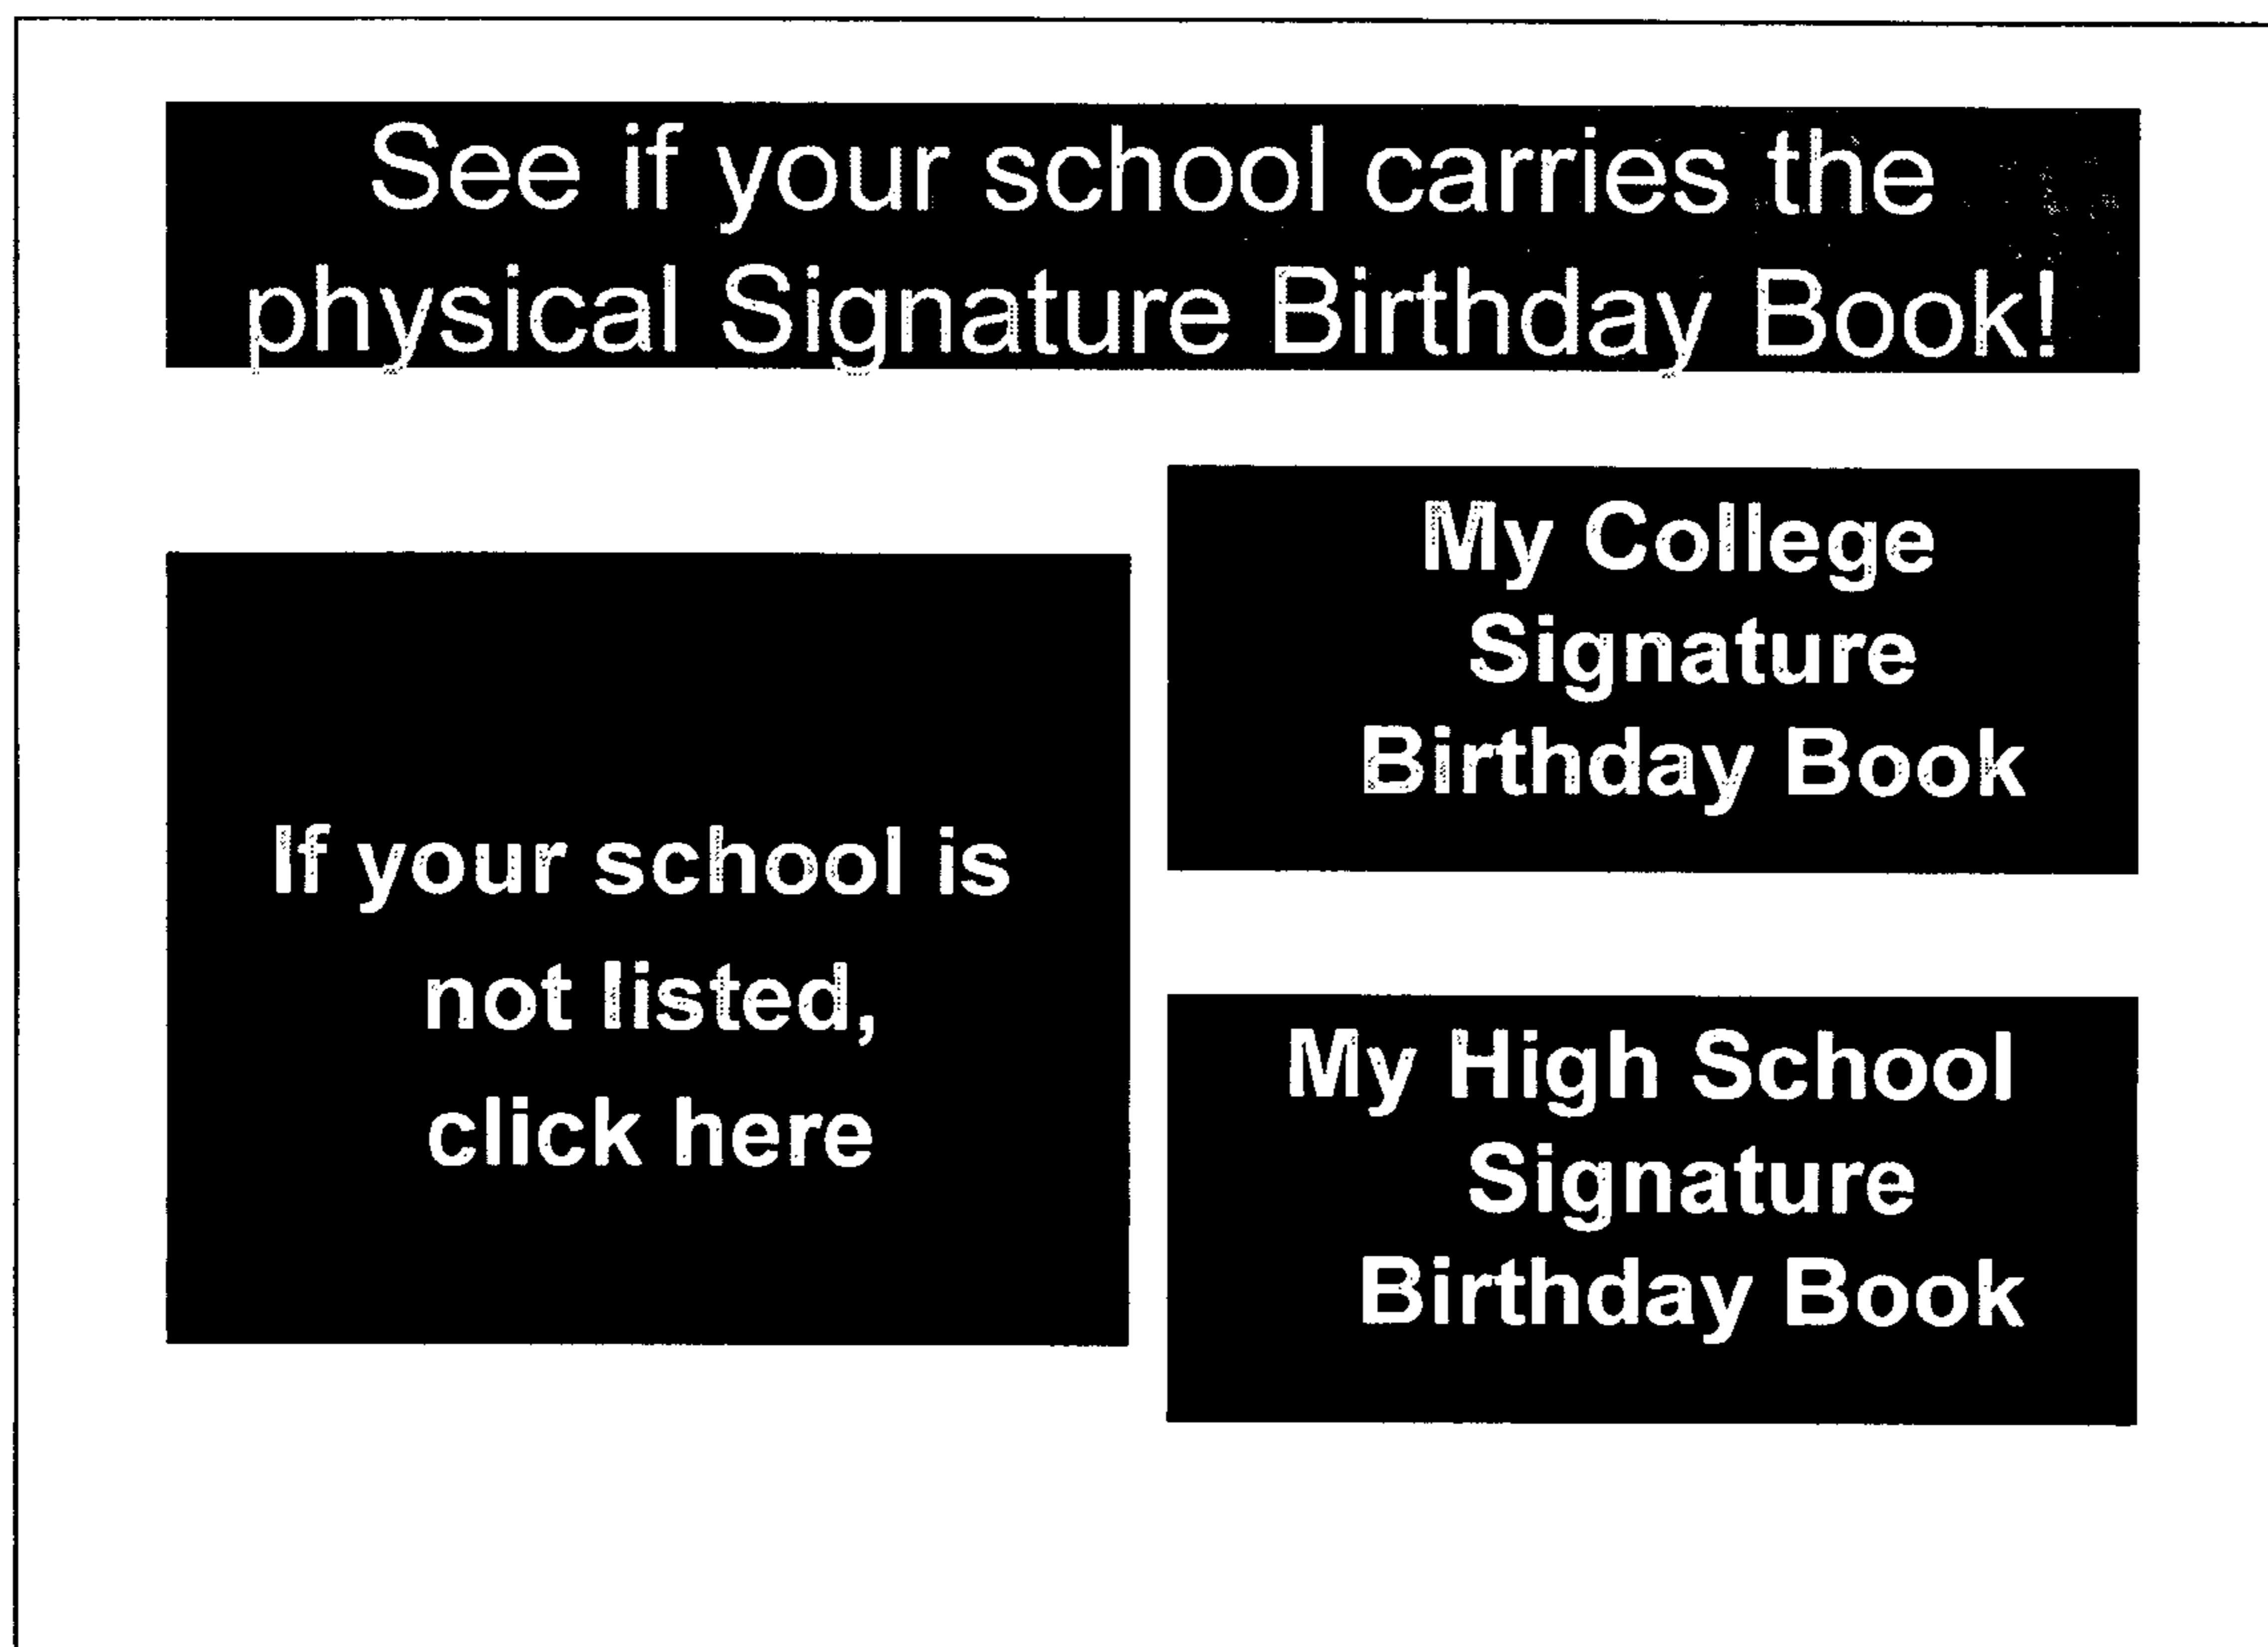 See if your school carries the
physical Signature Birthday Book!
If your school is
not listed,
click here
My College
Signature
Birthday Book
My High School
Signature
Birthday Book